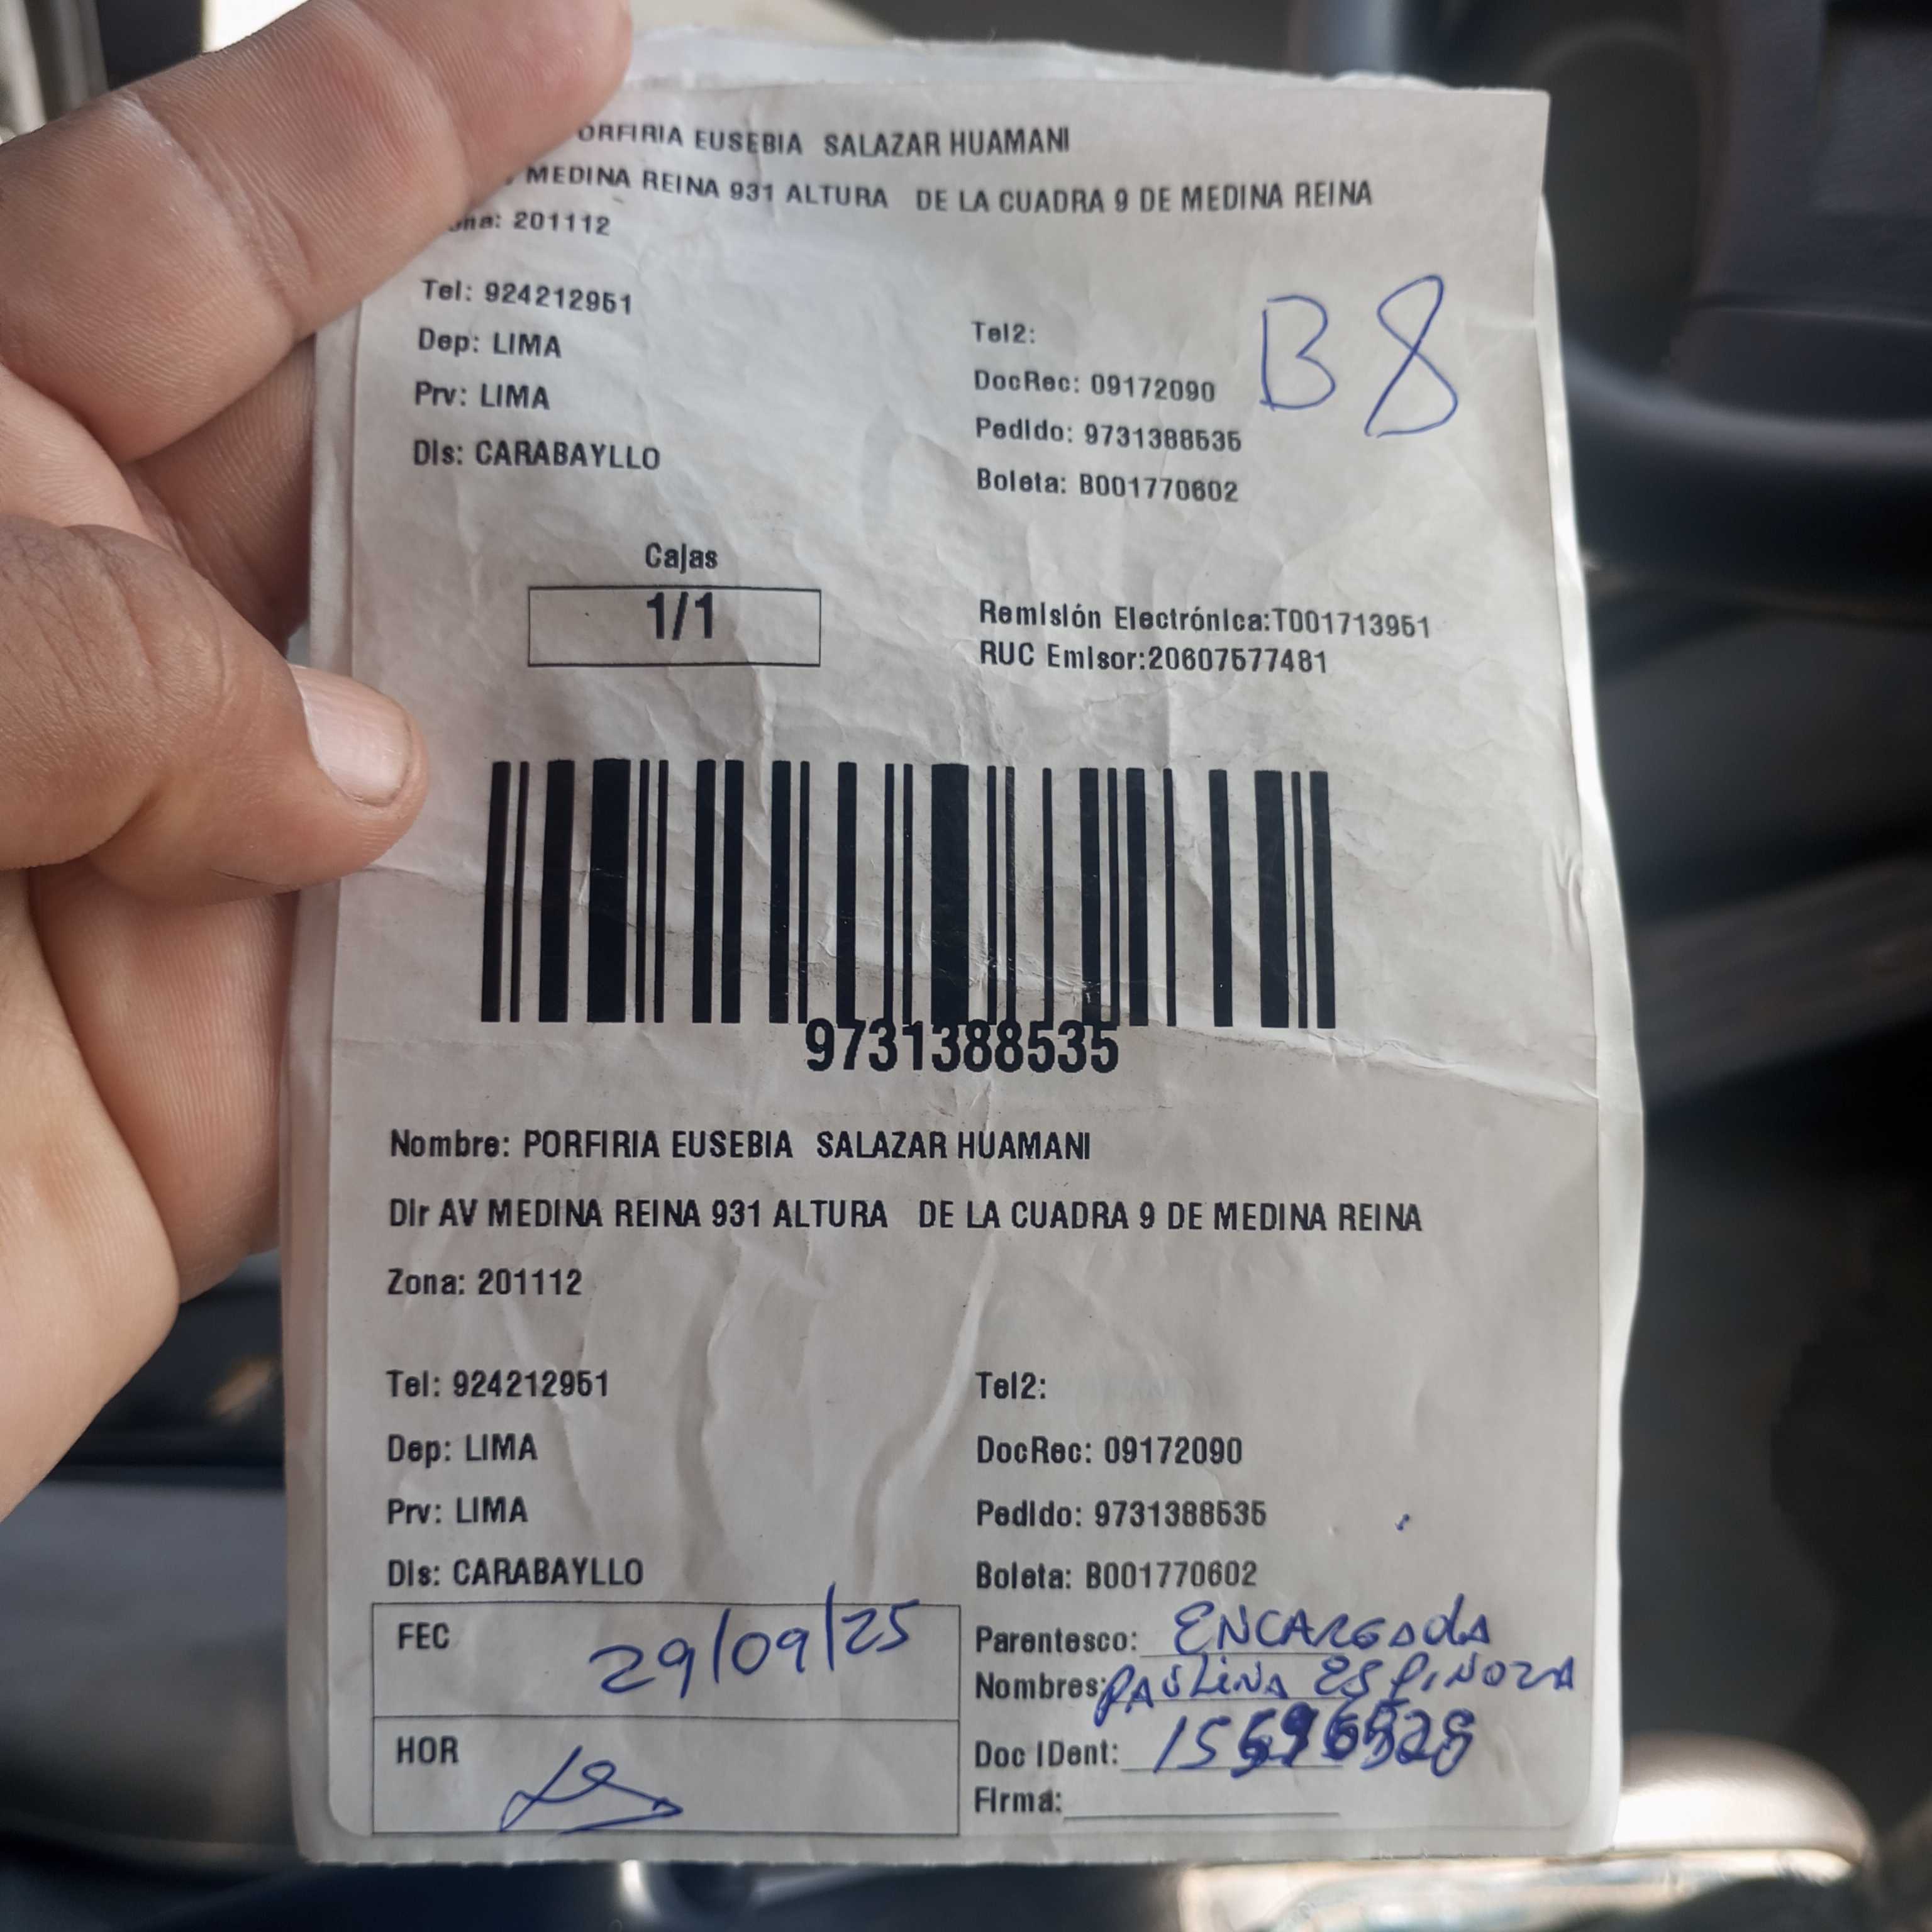 ORFIRIA EUSEBIA SALAZAR HUAMANI
MEDINA REINA 931 ALTURA DE LA CUADRA 9 DE MEDINA REINA
na: 201112
B8
Tel: 924212951
Tel2:
Dep: LIMA
DocRec: 09172090
Prv: LIMA
Pedido: 9731388535
Dis: CARABAYLLO
Boleta: B001770602
Cajas
1/1
Remisión Electrónica:T001713951
RUC Emisor:20607577481
9731388535
Nombre: PORFIRIA EUSEBIA SALAZAR HUAMANI
Dir AV MEDINA REINA 931 ALTURA DE LA CUADRA 9 DE MEDINA REINA
Zona: 201112
Tel: 924212951
Tel2:
Dep: LIMA
DocRec: 09172090
Prv: LIMA
Pedido: 9731388535
Dis: CARABAYLLO
Boleta: B001770602
FEC 29/09/25
Parentesco: ENCARGADA
Nombres: PAULINA ESPINOZA
HOR
Doc IDent:
Firma: